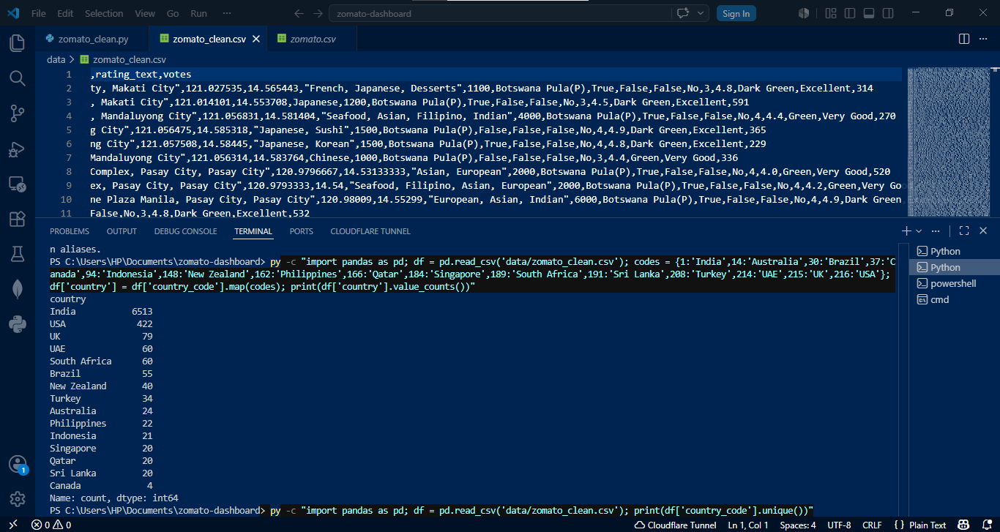 File Edit Selection View Go Run ··· zomato-dashboard Sign In
zomato_clean.py zomato_clean.csv zomato.csv
data > zomato_clean.csv
1 ,rating_text,votes
2 ty, Makati City",121.027535,14.565443,"French, Japanese, Desserts",1100,Botswana Pula(P),True,False,False,No,3,4.8,Dark Green,Excellent,314
3 , Makati City",121.014101,14.553708,Japanese,1200,Botswana Pula(P),True,False,False,No,3,4.5,Dark Green,Excellent,591
4 , Mandaluyong City",121.056831,14.581404,"Seafood, Asian, Filipino, Indian",4000,Botswana Pula(P),True,False,False,No,4,4.4,Green,Very Good,270
5 g City",121.056475,14.585318,"Japanese, Sushi",1500,Botswana Pula(P),False,False,False,No,4,4.9,Dark Green,Excellent,365
6 ng City",121.057508,14.58445,"Japanese, Korean",1500,Botswana Pula(P),True,False,False,No,4,4.8,Dark Green,Excellent,229
7 Mandaluyong City",121.056314,14.583764,Chinese,1000,Botswana Pula(P),False,False,False,No,3,4.4,Green,Very Good,336
8 Complex, Pasay City, Pasay City",120.9796667,14.53133333,"Asian, European",2000,Botswana Pula(P),True,False,False,No,4,4.0,Green,Very Good,520
9 ex, Pasay City, Pasay City",120.9793333,14.54,"Seafood, Filipino, Asian, European",2000,Botswana Pula(P),True,False,False,No,4,4.2,Green,Very Go
10 ne Plaza Manila, Pasay City, Pasay City",120.98009,14.55299,"European, Asian, Indian",6000,Botswana Pula(P),True,False,False,No,4,4.9,Dark Green
11 False,No,3,4.8,Dark Green,Excellent,532
PROBLEMS OUTPUT DEBUG CONSOLE TERMINAL PORTS CLOUDFLARE TUNNEL
n aliases.
PS C:\Users\HP\Documents\zomato-dashboard> py -c "import pandas as pd; df = pd.read_csv('data/zomato_clean.csv'); codes = {1:'India',14:'Australia',30:'Brazil',37:'C
anada',94:'Indonesia',148:'New Zealand',162:'Philippines',166:'Qatar',184:'Singapore',189:'South Africa',191:'Sri Lanka',208:'Turkey',214:'UAE',215:'UK',216:'USA'};
df['country'] = df['country_code'].map(codes); print(df['country'].value_counts())"
country
India 6513
USA 422
UK 79
UAE 60
South Africa 60
Brazil 55
New Zealand 40
Turkey 34
Australia 24
Philippines 22
Indonesia 21
Singapore 20
Qatar 20
Sri Lanka 20
Canada 4
Name: count, dtype: int64
PS C:\Users\HP\Documents\zomato-dashboard> py -c "import pandas as pd; df = pd.read_csv('data/zomato_clean.csv'); print(df['country_code'].unique())"
Python
Python
powershell
cmd
1
0 0 Cloudflare Tunnel Ln 1, Col 1 Spaces: 4 UTF-8 CRLF { } Plain Text